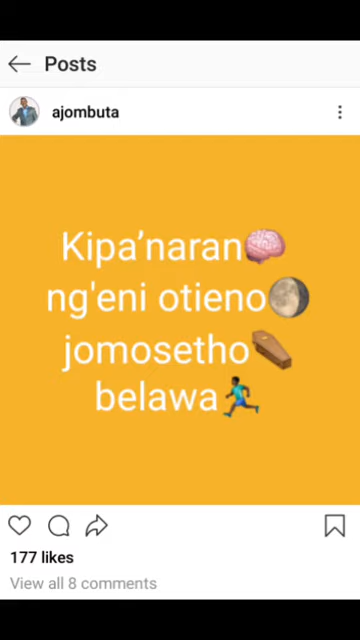 Posts
ajombuta
Kipa’naran🧠
ng'eni otieno🌖
jomosetho⚰️
belawa🏃🏿‍♂️
177 likes
View all 8 comments